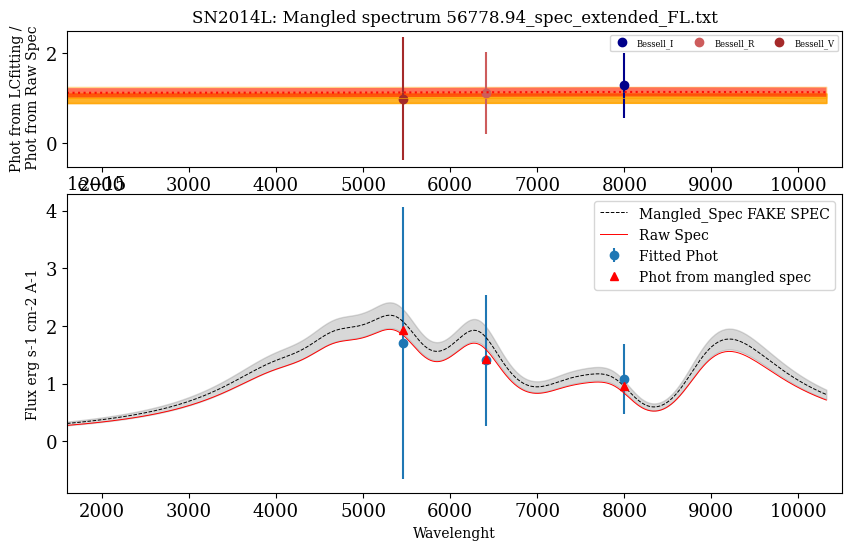 SN2014L: Mangled spectrum 56778.94_spec_extended_FL.txt
Phot from LCfitting /
Phot from Raw Spec
2
0
Bessell_I
Bessell_R
Bessell_V
2000 3000 4000 5000 6000 7000 8000 9000 10000
Flux erg s-1 cm-2 A-1
4
3
2
1
0
Mangled_Spec FAKE SPEC
Raw Spec
Fitted Phot
Phot from mangled spec
2000 3000 4000 5000 6000 7000 8000 9000 10000
Wavelenght